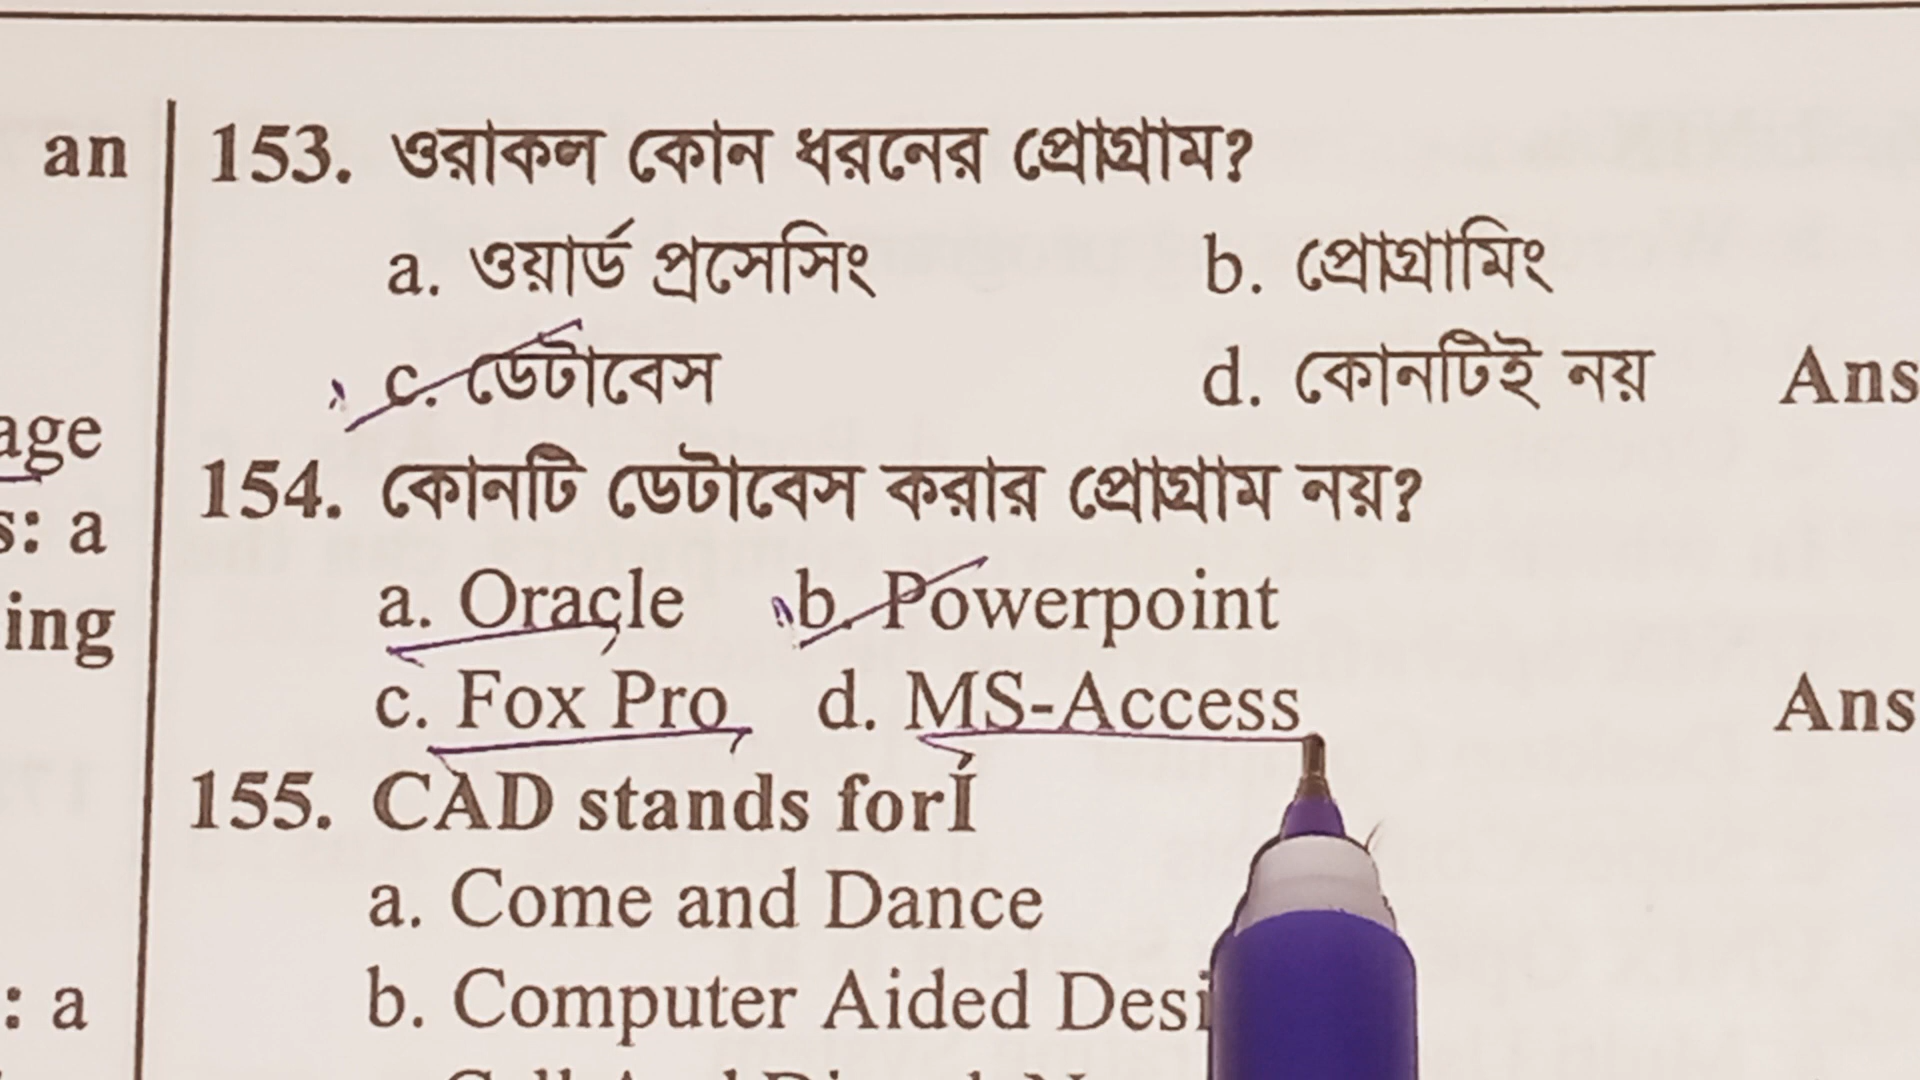 an
age
s: a
ing
: a
153. ওরাকল কোন ধরনের প্রোগ্রাম?
a. ওয়ার্ড প্রসেসিং b. প্রোগ্রামিং
c. ডেটাবেস d. কোনটিই নয় Ans
154. কোনটি ডেটাবেস করার প্রোগ্রাম নয়?
a. Oracle b. Powerpoint
c. Fox Pro d. MS-Access Ans
155. CAD stands forÍ
a. Come and Dance
b. Computer Aided Desi